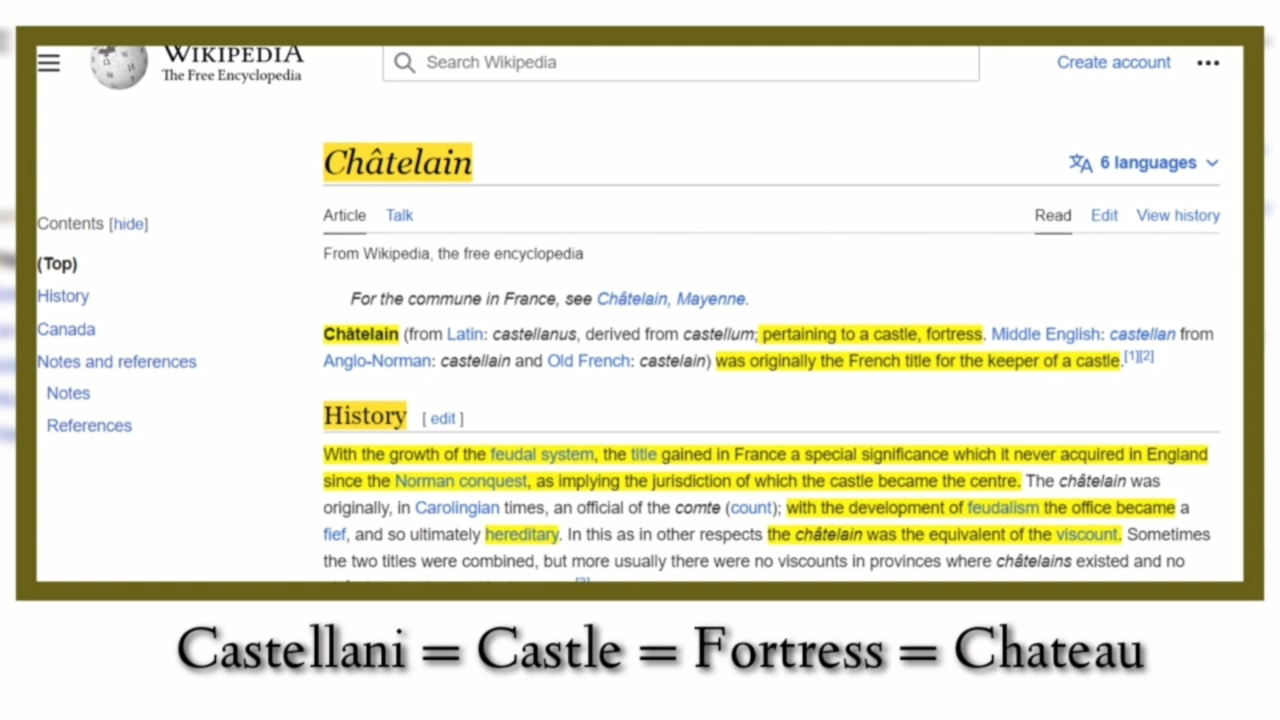 WIKIPEDIA
The Free Encyclopedia
Search Wikipedia
Create account
Châtelain
6 languages
Contents [hide]
(Top)
History
Canada
Notes and references
Notes
References
Article Talk
Read Edit View history
From Wikipedia, the free encyclopedia
For the commune in France, see Châtelain, Mayenne.
Châtelain (from Latin: castellanus, derived from castellum; pertaining to a castle, fortress. Middle English: castellan from
Anglo-Norman: castellain and Old French: castelain) was originally the French title for the keeper of a castle.[1][2]
History [ edit ]
With the growth of the feudal system, the title gained in France a special significance which it never acquired in England
since the Norman conquest, as implying the jurisdiction of which the castle became the centre. The châtelain was
originally, in Carolingian times, an official of the comte (count); with the development of feudalism the office became a
fief, and so ultimately hereditary. In this as in other respects the châtelain was the equivalent of the viscount. Sometimes
the two titles were combined, but more usually there were no viscounts in provinces where châtelains existed and no
Castellani = Castle = Fortress = Chateau